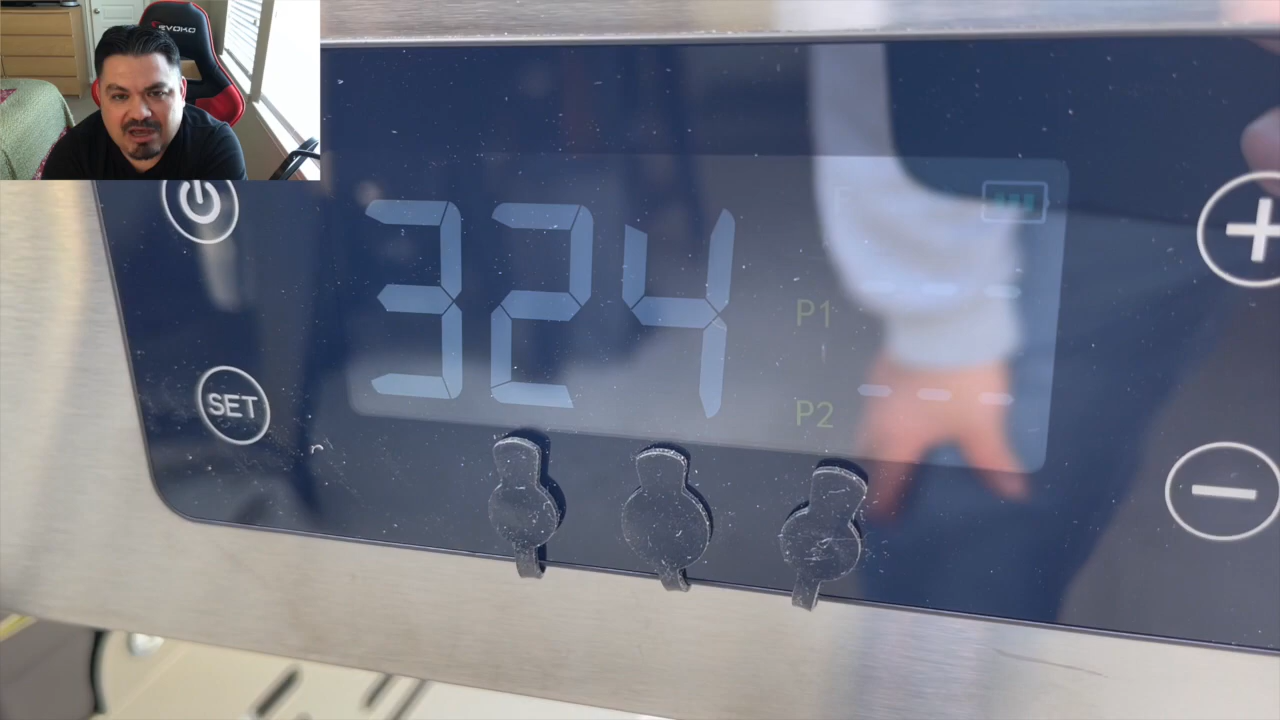 EVOKO
324
P1
--- 
SET
P2
---
+
-